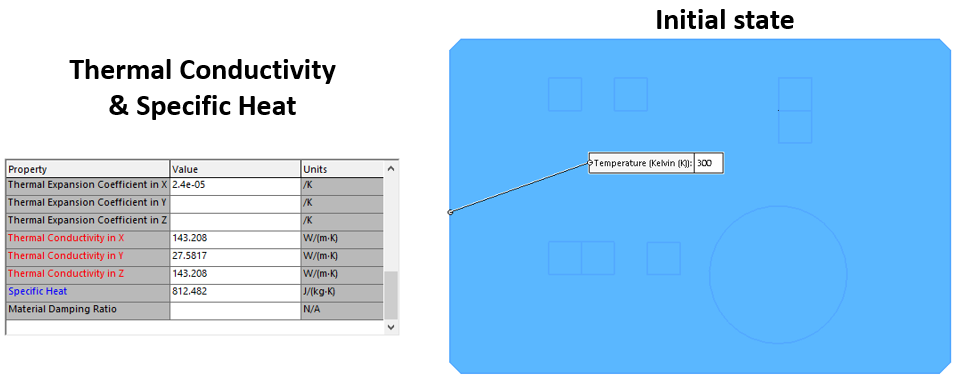 Initial state
Thermal Conductivity
& Specific Heat
Temperature (Kelvin (K)): 300
Property Value Units
Thermal Expansion Coefficient in X 2.4e-05 /K
Thermal Expansion Coefficient in Y /K
Thermal Expansion Coefficient in Z /K
Thermal Conductivity in X 143.208 W/(m·K)
Thermal Conductivity in Y 27.5817 W/(m·K)
Thermal Conductivity in Z 143.208 W/(m·K)
Specific Heat 812.482 J/(kg·K)
Material Damping Ratio N/A